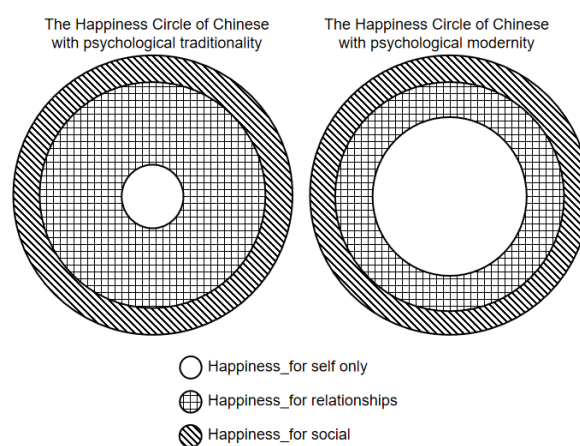 The Happiness Circle of Chinese
with psychological traditionality
The Happiness Circle of Chinese
with psychological modernity
Happiness_for self only
Happiness_for relationships
Happiness_for social